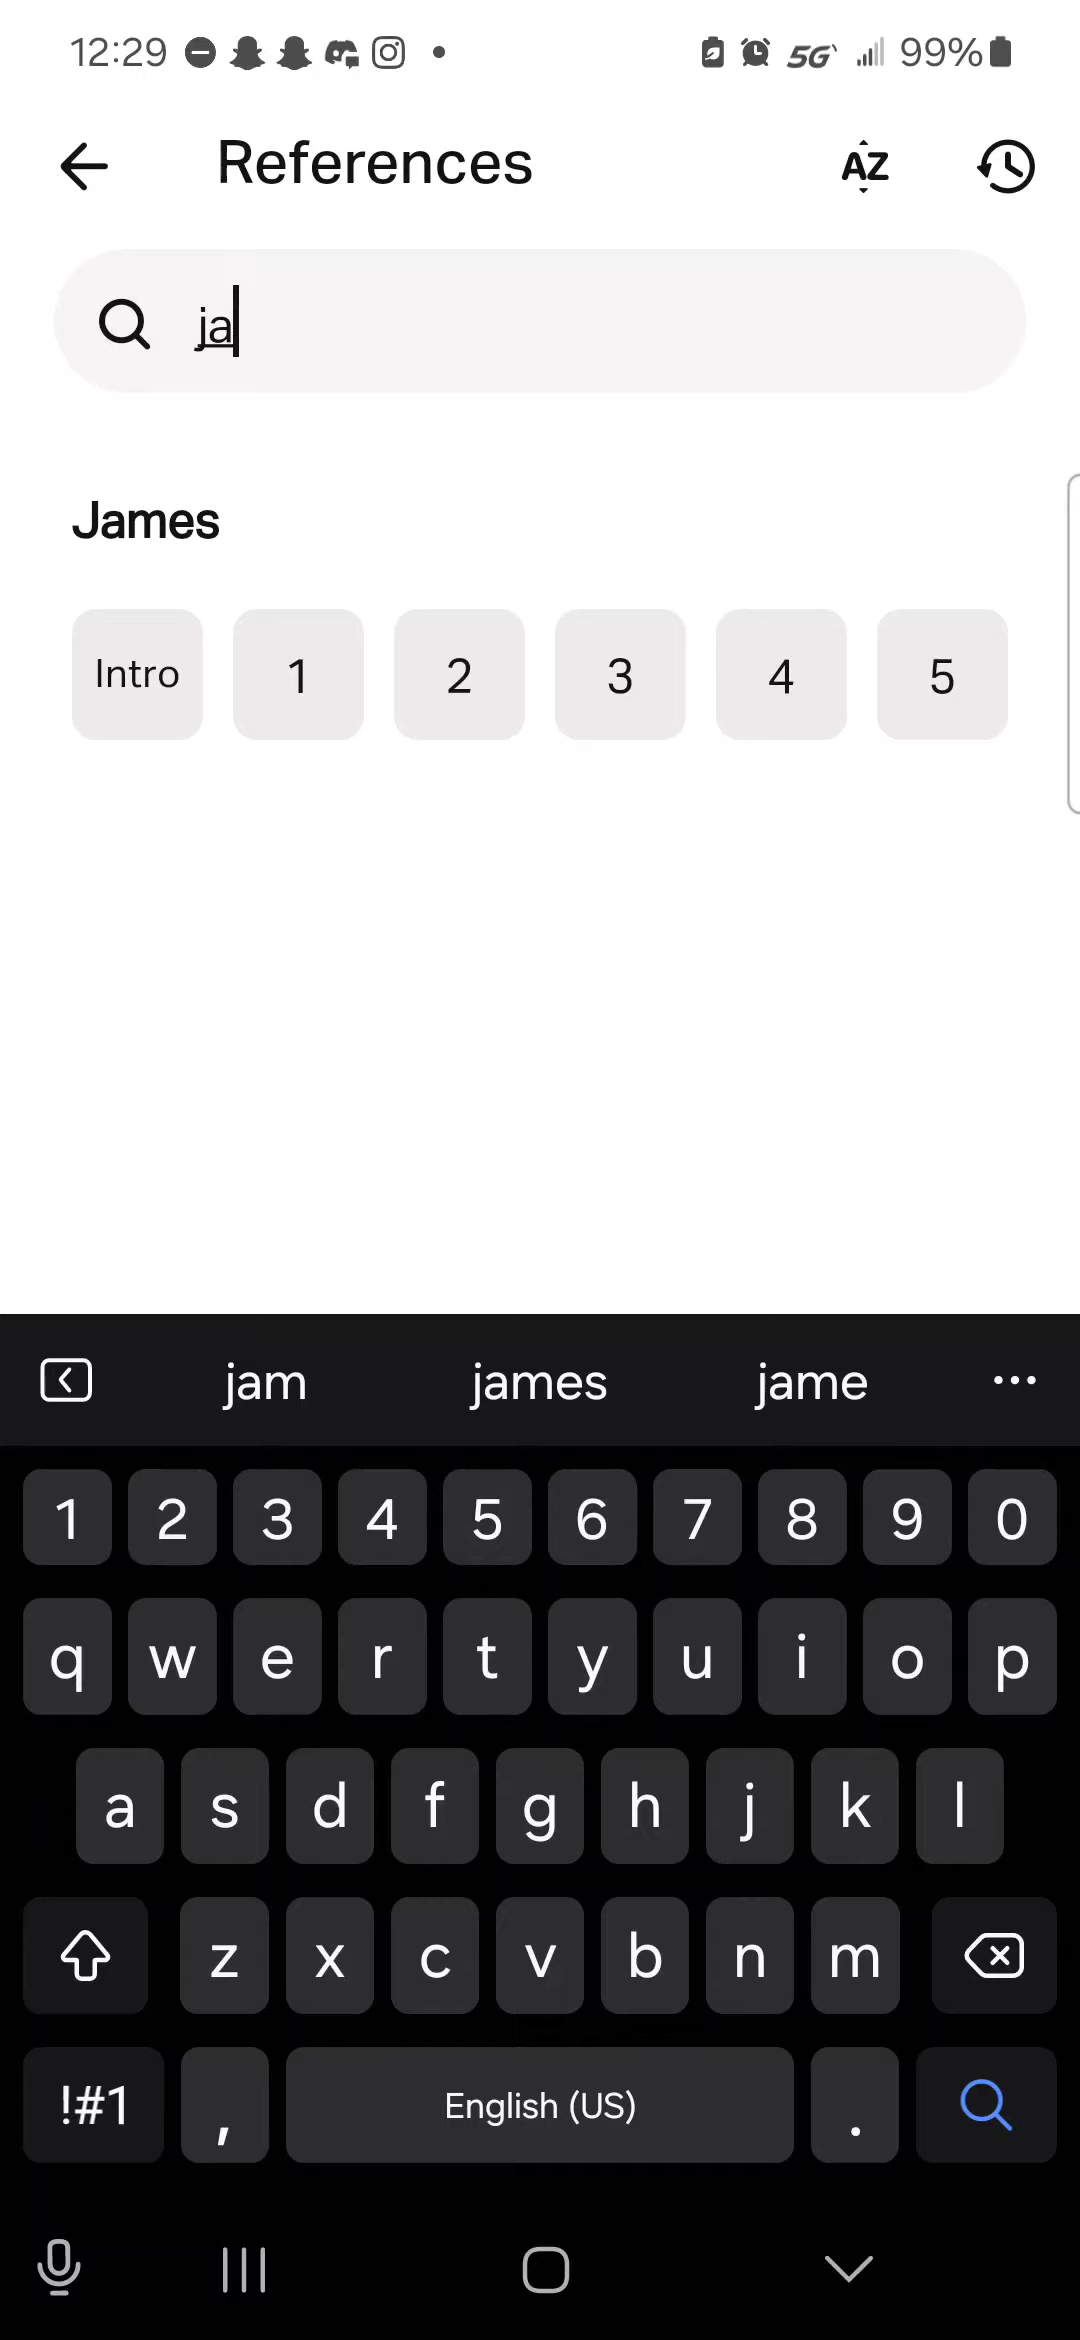 12:29 5G 99%
References AZ
ja
James
Intro 1 2 3 4 5
jam james jame ...
1 2 3 4 5 6 7 8 9 0
q w e r t y u i o p
a s d f g h j k l
z x c v b n m
!#1 , English (US) .